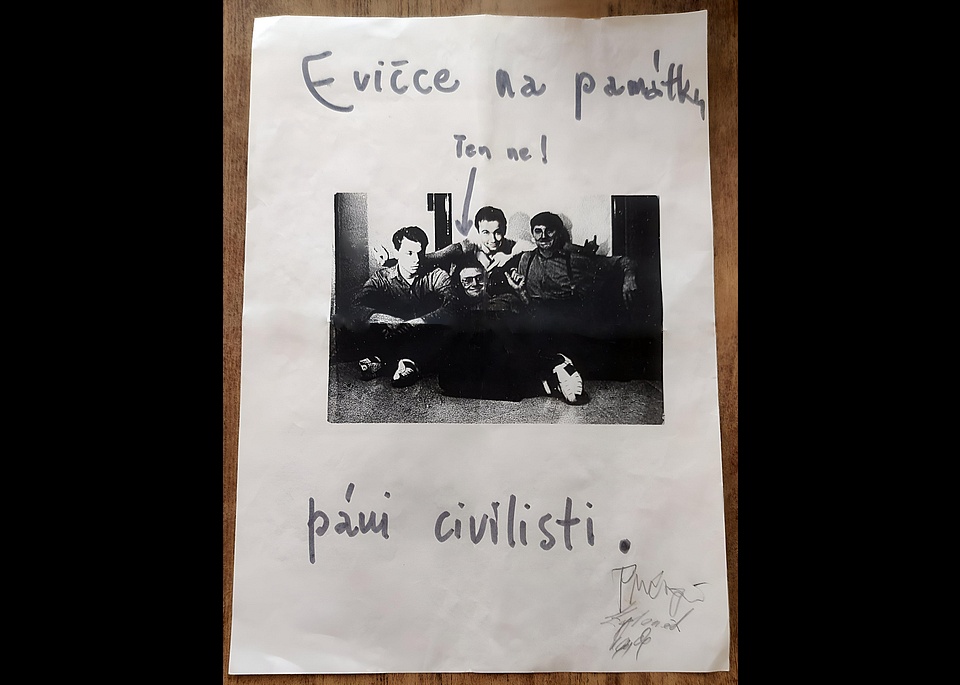 Evičce na památku
Ten ne!
páni civilisti.